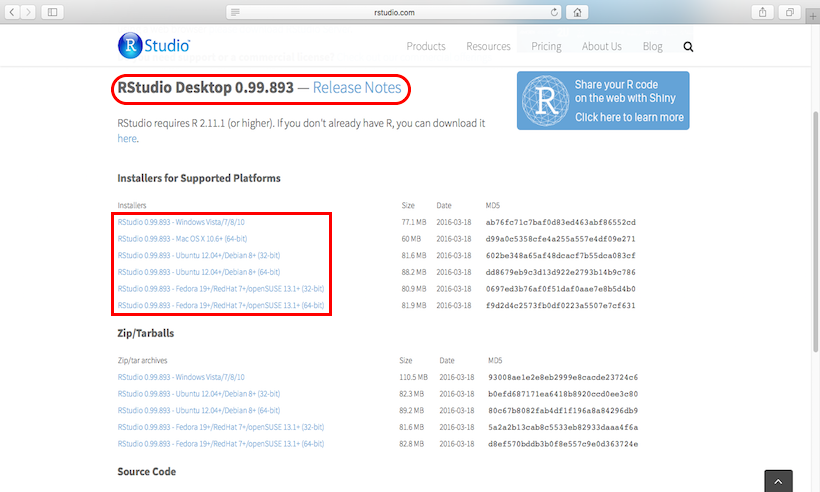 rstudio.com
R Studio
Products Resources Pricing About Us Blog
RStudio Desktop 0.99.893 — Release Notes
Share your R code
on the web with Shiny
Click here to learn more
R
RStudio requires R 2.11.1 (or higher). If you don't already have R, you can download it
here.
Installers for Supported Platforms
Installers Size Date MD5
RStudio 0.99.893 - Windows Vista/7/8/10 77.1 MB 2016-03-18 ab76fc71c7baf0d83ed463abf86552cd
RStudio 0.99.893 - Mac OS X 10.6+ (64-bit) 60 MB 2016-03-18 d99a0c5358cfe4a255a557e4df09e271
RStudio 0.99.893 - Ubuntu 12.04+/Debian 8+ (32-bit) 81.6 MB 2016-03-18 602be348a65af48dcacf7b55dca083cf
RStudio 0.99.893 - Ubuntu 12.04+/Debian 8+ (64-bit) 88.2 MB 2016-03-18 dd8679eb9c3d13d922e2793b14b9c786
RStudio 0.99.893 - Fedora 19+/RedHat 7+/openSUSE 13.1+ (32-bit) 80.9 MB 2016-03-18 0697ed3b76af0f51daf0aae7e8b5d4b0
RStudio 0.99.893 - Fedora 19+/RedHat 7+/openSUSE 13.1+ (64-bit) 81.9 MB 2016-03-18 f9d2d4c2573fb0df0223a5507e7cf631
Zip/Tarballs
Zip/tar archives Size Date MD5
RStudio 0.99.893 - Windows Vista/7/8/10 110.5 MB 2016-03-18 93008ae1e2e8eb2999e8cacde23724c6
RStudio 0.99.893 - Ubuntu 12.04+/Debian 8+ (32-bit) 82.3 MB 2016-03-18 b0efd687171ea6418b8920ccd0ee3c80
RStudio 0.99.893 - Ubuntu 12.04+/Debian 8+ (64-bit) 89.2 MB 2016-03-18 80c67b8082fab4df1f196a8a84296db9
RStudio 0.99.893 - Fedora 19+/RedHat 7+/openSUSE 13.1+ (32-bit) 81.6 MB 2016-03-18 5a2a2b13cab8c5533eb82933daaa4f6a
RStudio 0.99.893 - Fedora 19+/RedHat 7+/openSUSE 13.1+ (64-bit) 82.8 MB 2016-03-18 d8ef570bddb3b0f8e557c9e0d363724e
Source Code